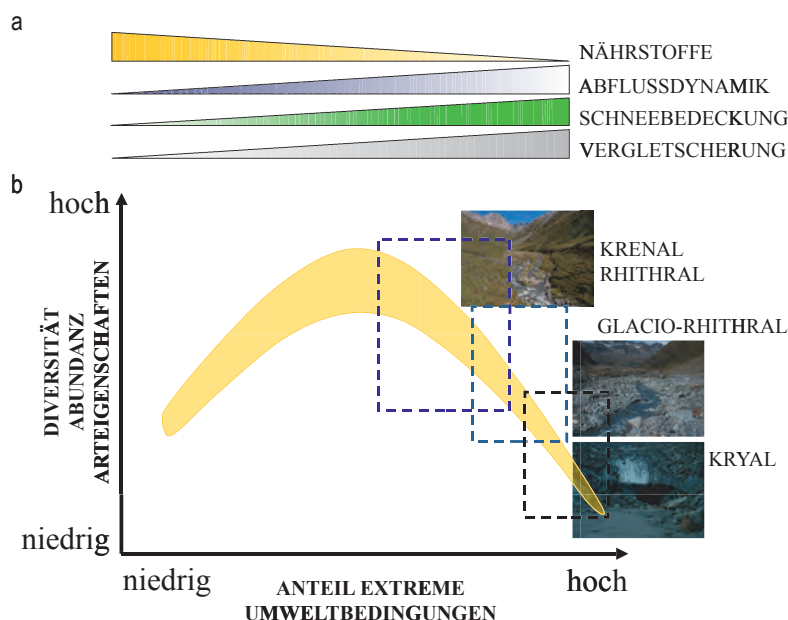 a
NÄHRSTOFFE
ABFLUSSDYNAMIK
SCHNEEBEDECKUNG
VERGLETSCHERUNG
b
hoch
DIVERSITÄT
ABUNDANZ
ARTEIGENSCHAFTEN
niedrig
KRENAL
RHITHRAL
GLACIO-RHITHRAL
KRYAL
niedrig
hoch
ANTEIL EXTREME
UMWELTBEDINGUNGEN